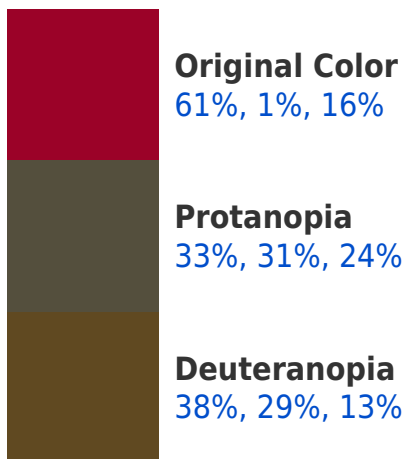 Original Color
61%, 1%, 16%
Protanopia
33%, 31%, 24%
Deuteranopia
38%, 29%, 13%